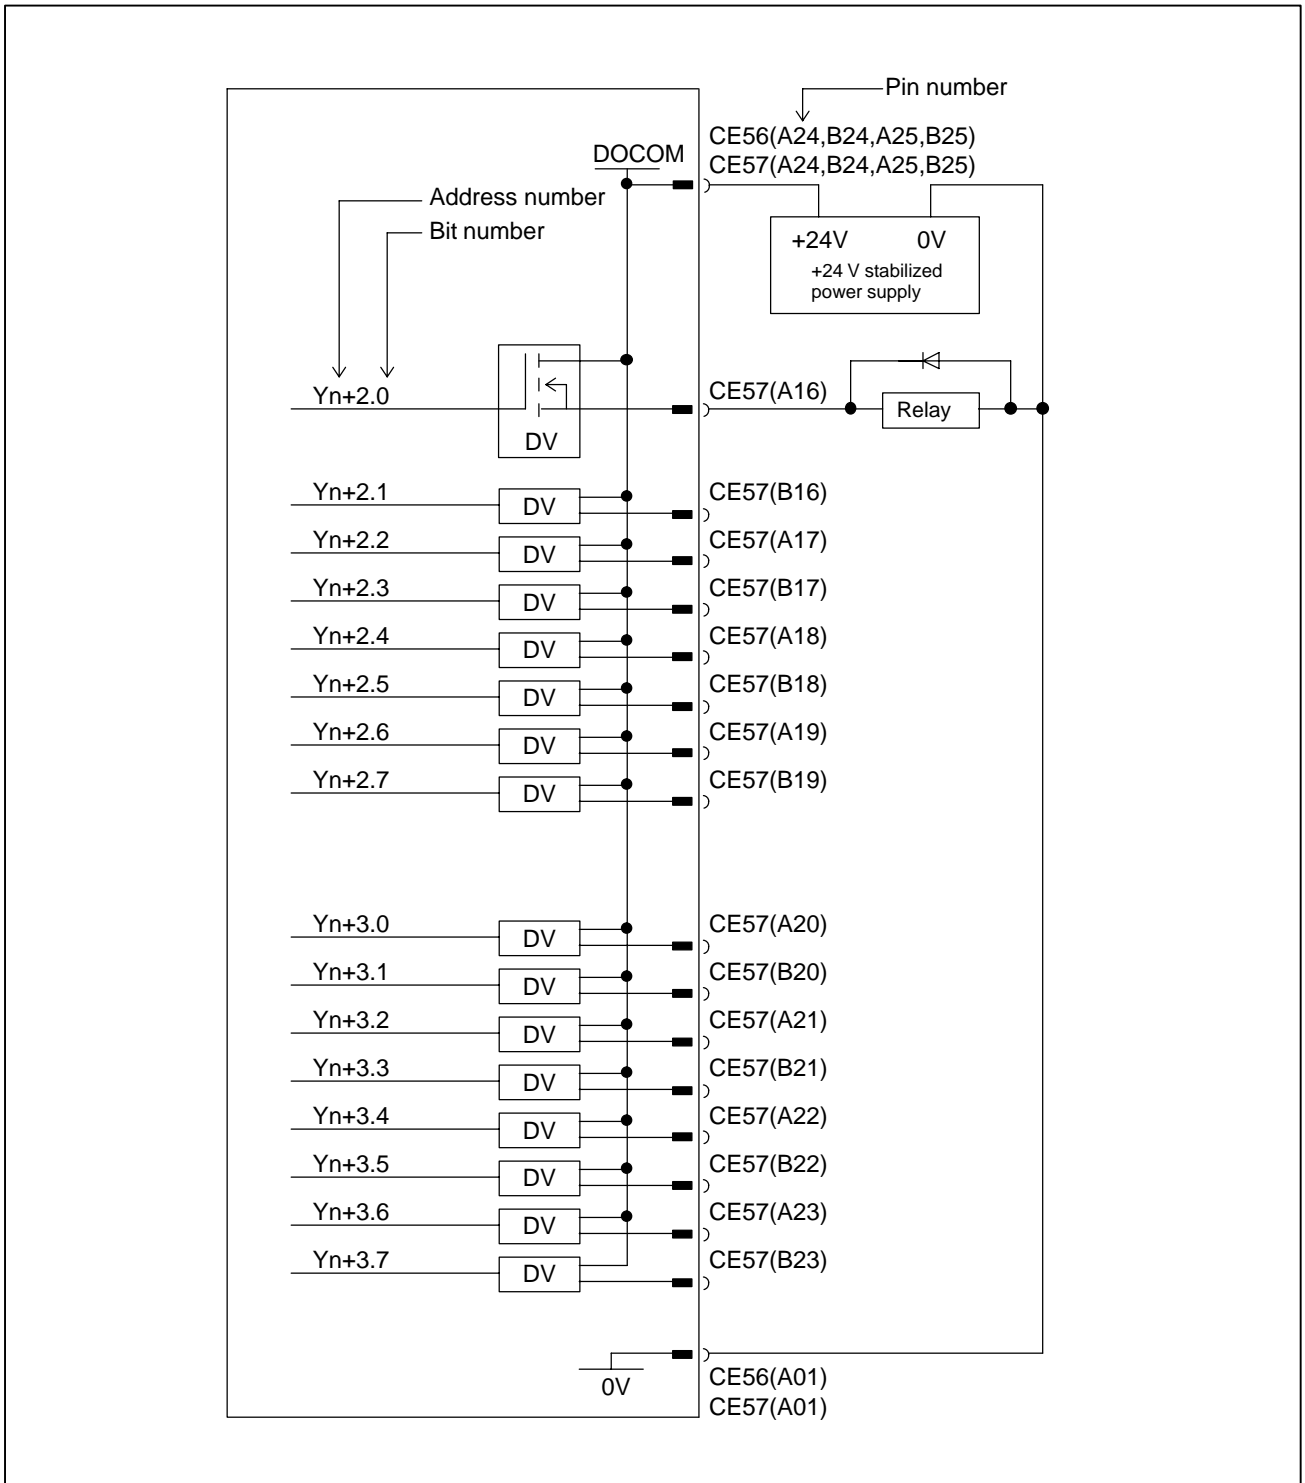 Pin number
CE56(A24,B24,A25,B25)
DOCOM
CE57(A24,B24,A25,B25)
Address number
Bit number
+24V 0V
+24 V stabilized
power supply
Yn+2.0
CE57(A16)
Relay
DV
Yn+2.1
DV
CE57(B16)
Yn+2.2
DV
CE57(A17)
Yn+2.3
DV
CE57(B17)
Yn+2.4
DV
CE57(A18)
Yn+2.5
DV
CE57(B18)
Yn+2.6
DV
CE57(A19)
Yn+2.7
DV
CE57(B19)
Yn+3.0
DV
CE57(A20)
Yn+3.1
DV
CE57(B20)
Yn+3.2
DV
CE57(A21)
Yn+3.3
DV
CE57(B21)
Yn+3.4
DV
CE57(A22)
Yn+3.5
DV
CE57(B22)
Yn+3.6
DV
CE57(A23)
Yn+3.7
DV
CE57(B23)
0V
CE56(A01)
CE57(A01)